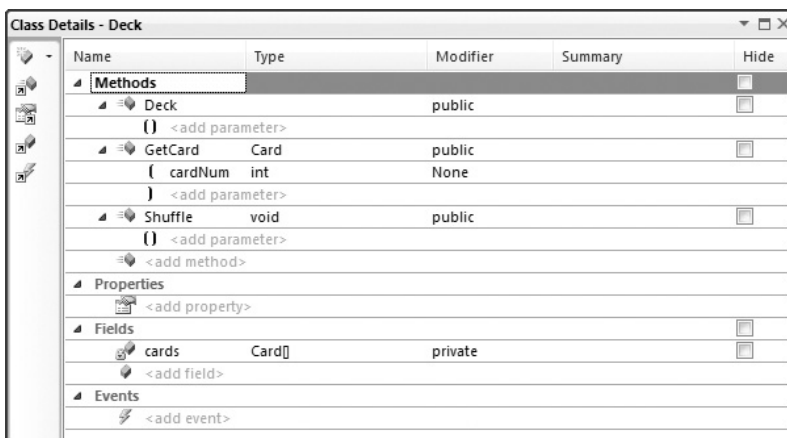 Class Details - Deck
Name Type Modifier Summary Hide
Methods
Deck public
() <add parameter>
GetCard Card public
( cardNum int None
) <add parameter>
Shuffle void public
() <add parameter>
<add method>
Properties
<add property>
Fields
cards Card[] private
<add field>
Events
<add event>